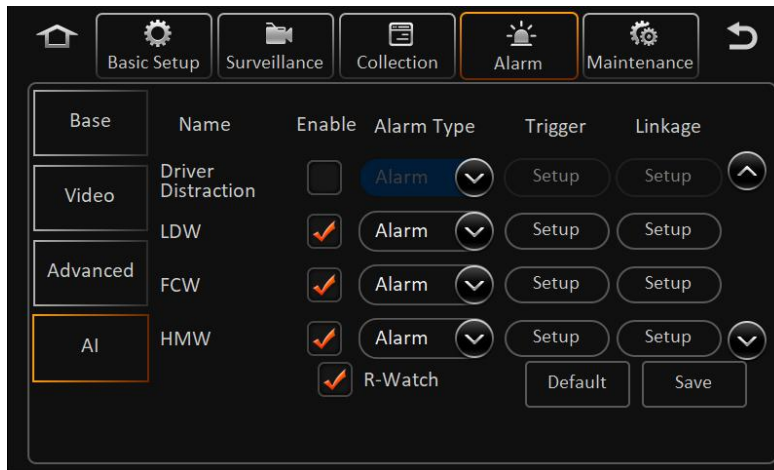 Basic Setup Surveillance Collection Alarm Maintenance
Base
Video
Advanced
AI
Name Enable Alarm Type Trigger Linkage
Driver
Distraction Alarm Setup Setup
LDW Alarm Setup Setup
FCW Alarm Setup Setup
HMW Alarm Setup Setup
R-Watch Default Save